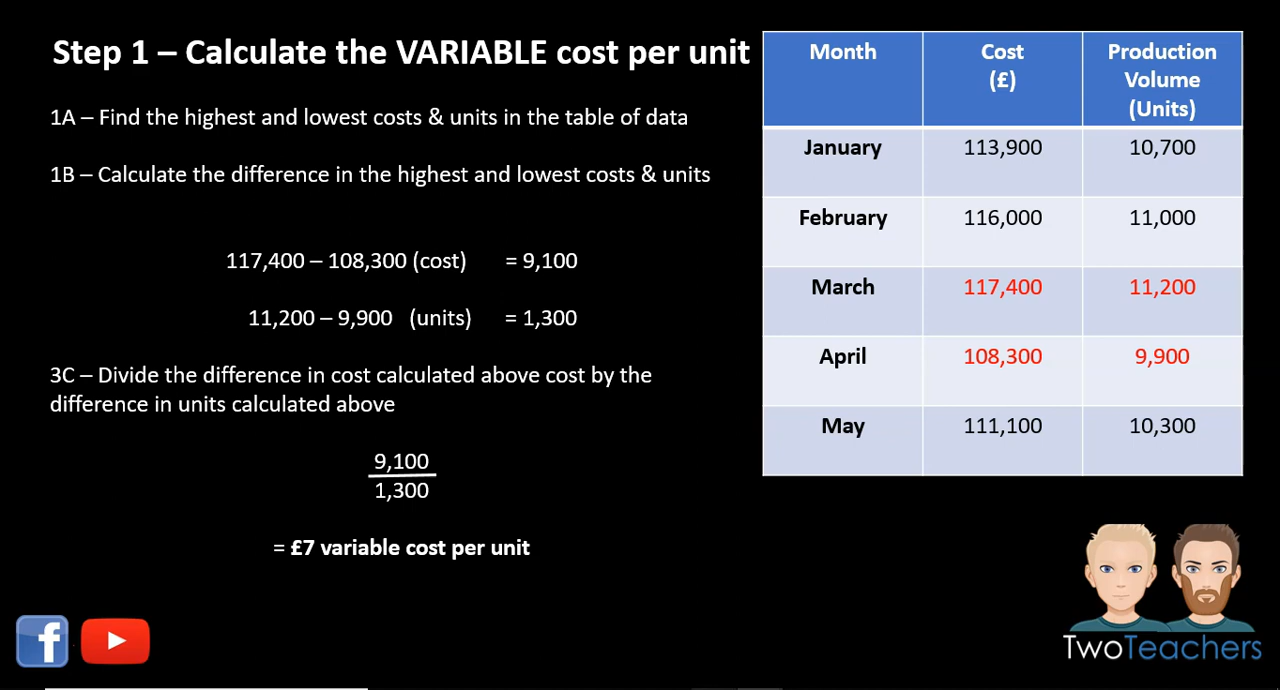 Step 1 – Calculate the VARIABLE cost per unit
1A – Find the highest and lowest costs & units in the table of data
1B – Calculate the difference in the highest and lowest costs & units
117,400 – 108,300 (cost) = 9,100
11,200 – 9,900 (units) = 1,300
3C – Divide the difference in cost calculated above cost by the
difference in units calculated above
9,100
1,300
= £7 variable cost per unit
Month Cost (£) Production Volume (Units)
January 113,900 10,700
February 116,000 11,000
March 117,400 11,200
April 108,300 9,900
May 111,100 10,300
f
TwoTeachers